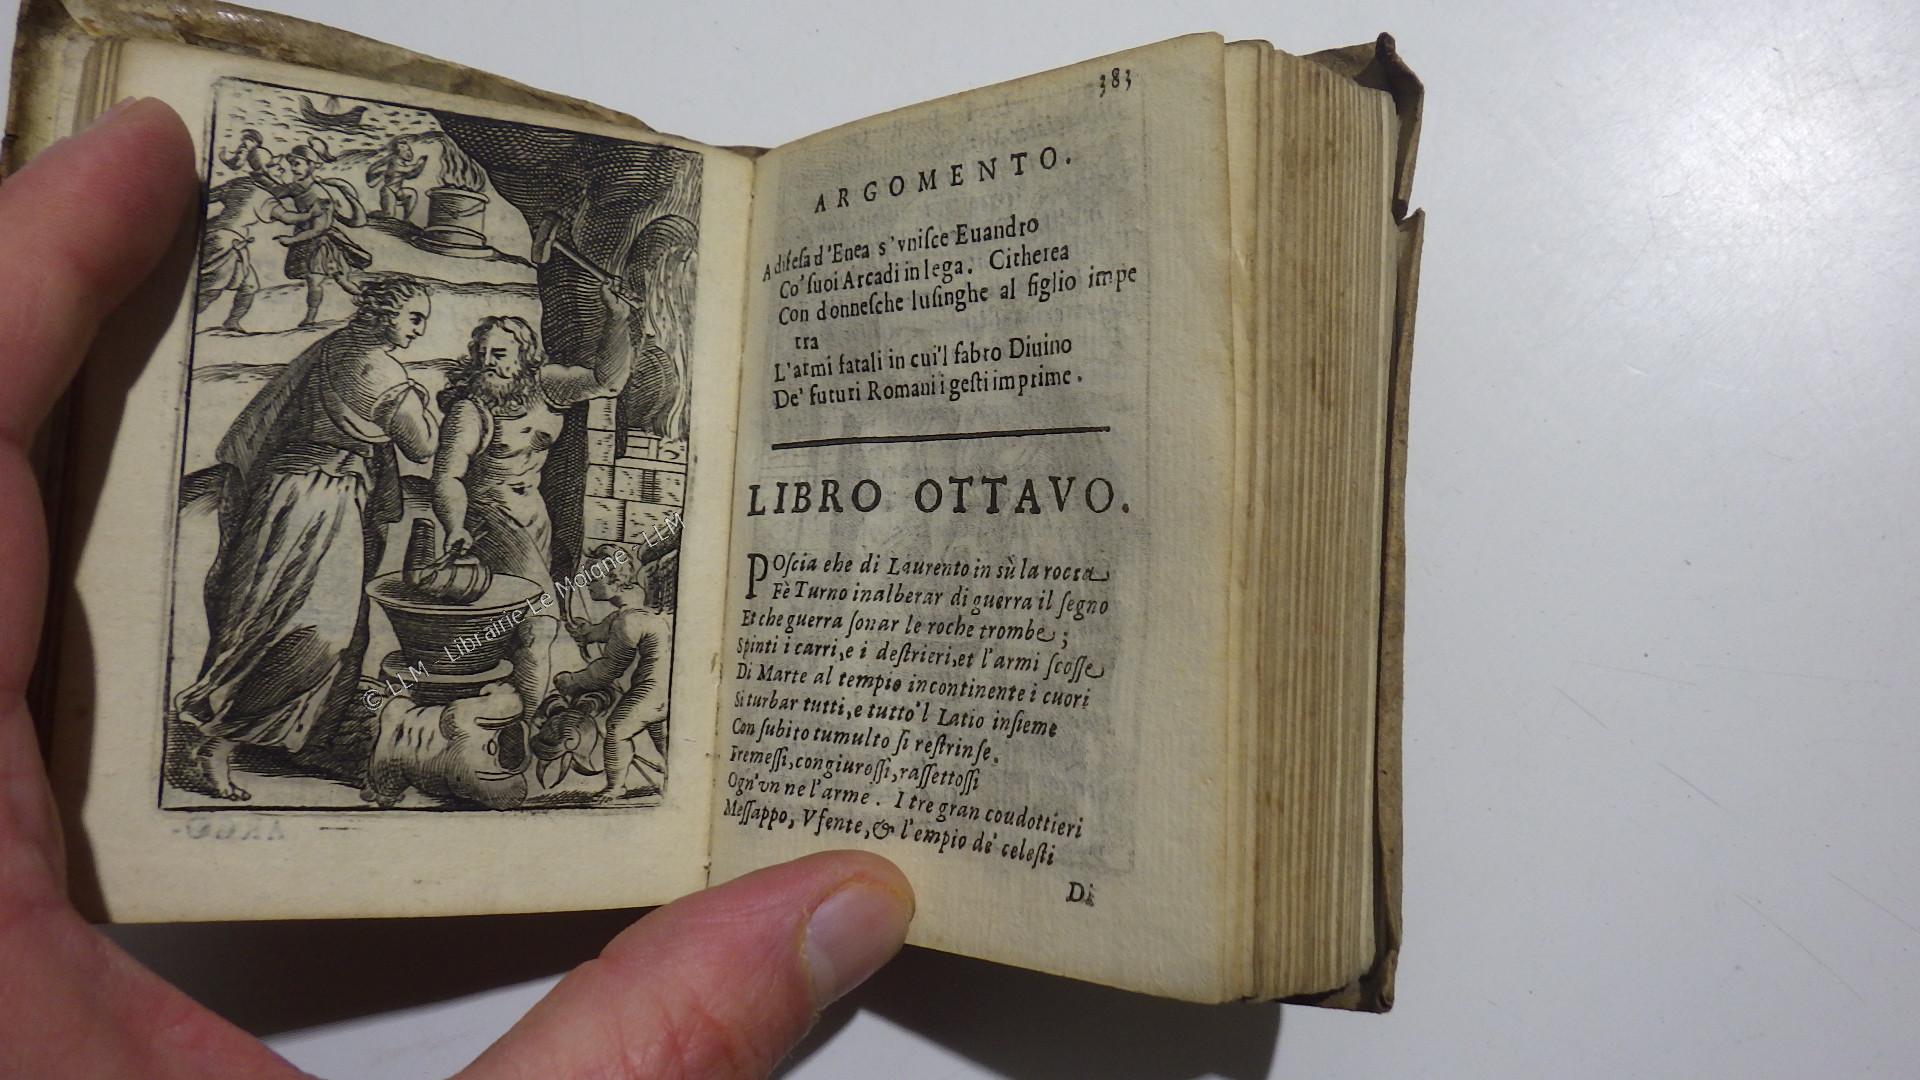 © LLM - Librairie Le Moigne - LLM
383
ARGOMENTO.
A difesa d'Enea s'vnisce Euandro
Co' suoi Arcadi in lega. Citherea
Con donnesche lusinghe al figlio impe
tra
L'armi fatali in cui'l fabro Diuino
De' futuri Romani i gesti imprime.
LIBRO OTTAVO.
POscia ehe di Laurento in sù la rocca
Fè Turno inalberar di guerra il segno
Et che guerra sonar le roche trombe;
Spinti i carri, e i destrieri, et l'armi scosse
Di Marte al tempio incontinente i cuori
Si turbar tutti, e tutto'l Latio insieme
Con subito tumulto si restrinse.
Fremessi, congiurossi, rassettossi
Ogn'vn ne l'arme. I tre gran coudottieri
Messappo, Vfente, & l'empio de' celesti
Di